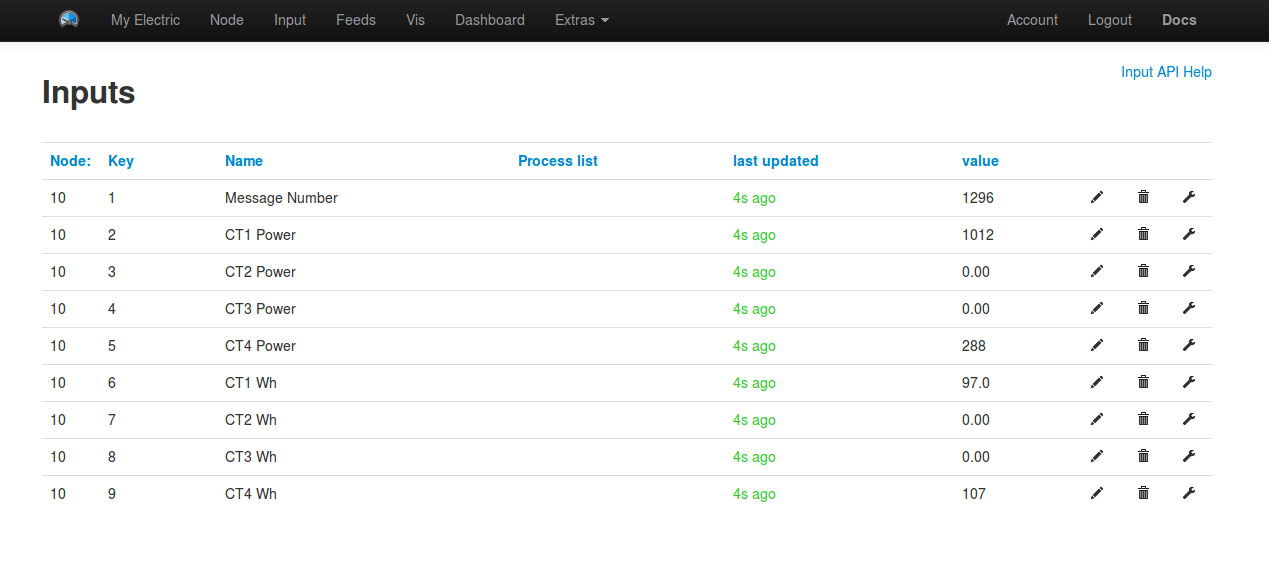 My Electric Node Input Feeds Vis Dashboard Extras Account Logout Docs
Input API Help
Inputs
Node: Key Name Process list last updated value
10 1 Message Number 4s ago 1296
10 2 CT1 Power 4s ago 1012
10 3 CT2 Power 4s ago 0.00
10 4 CT3 Power 4s ago 0.00
10 5 CT4 Power 4s ago 288
10 6 CT1 Wh 4s ago 97.0
10 7 CT2 Wh 4s ago 0.00
10 8 CT3 Wh 4s ago 0.00
10 9 CT4 Wh 4s ago 107